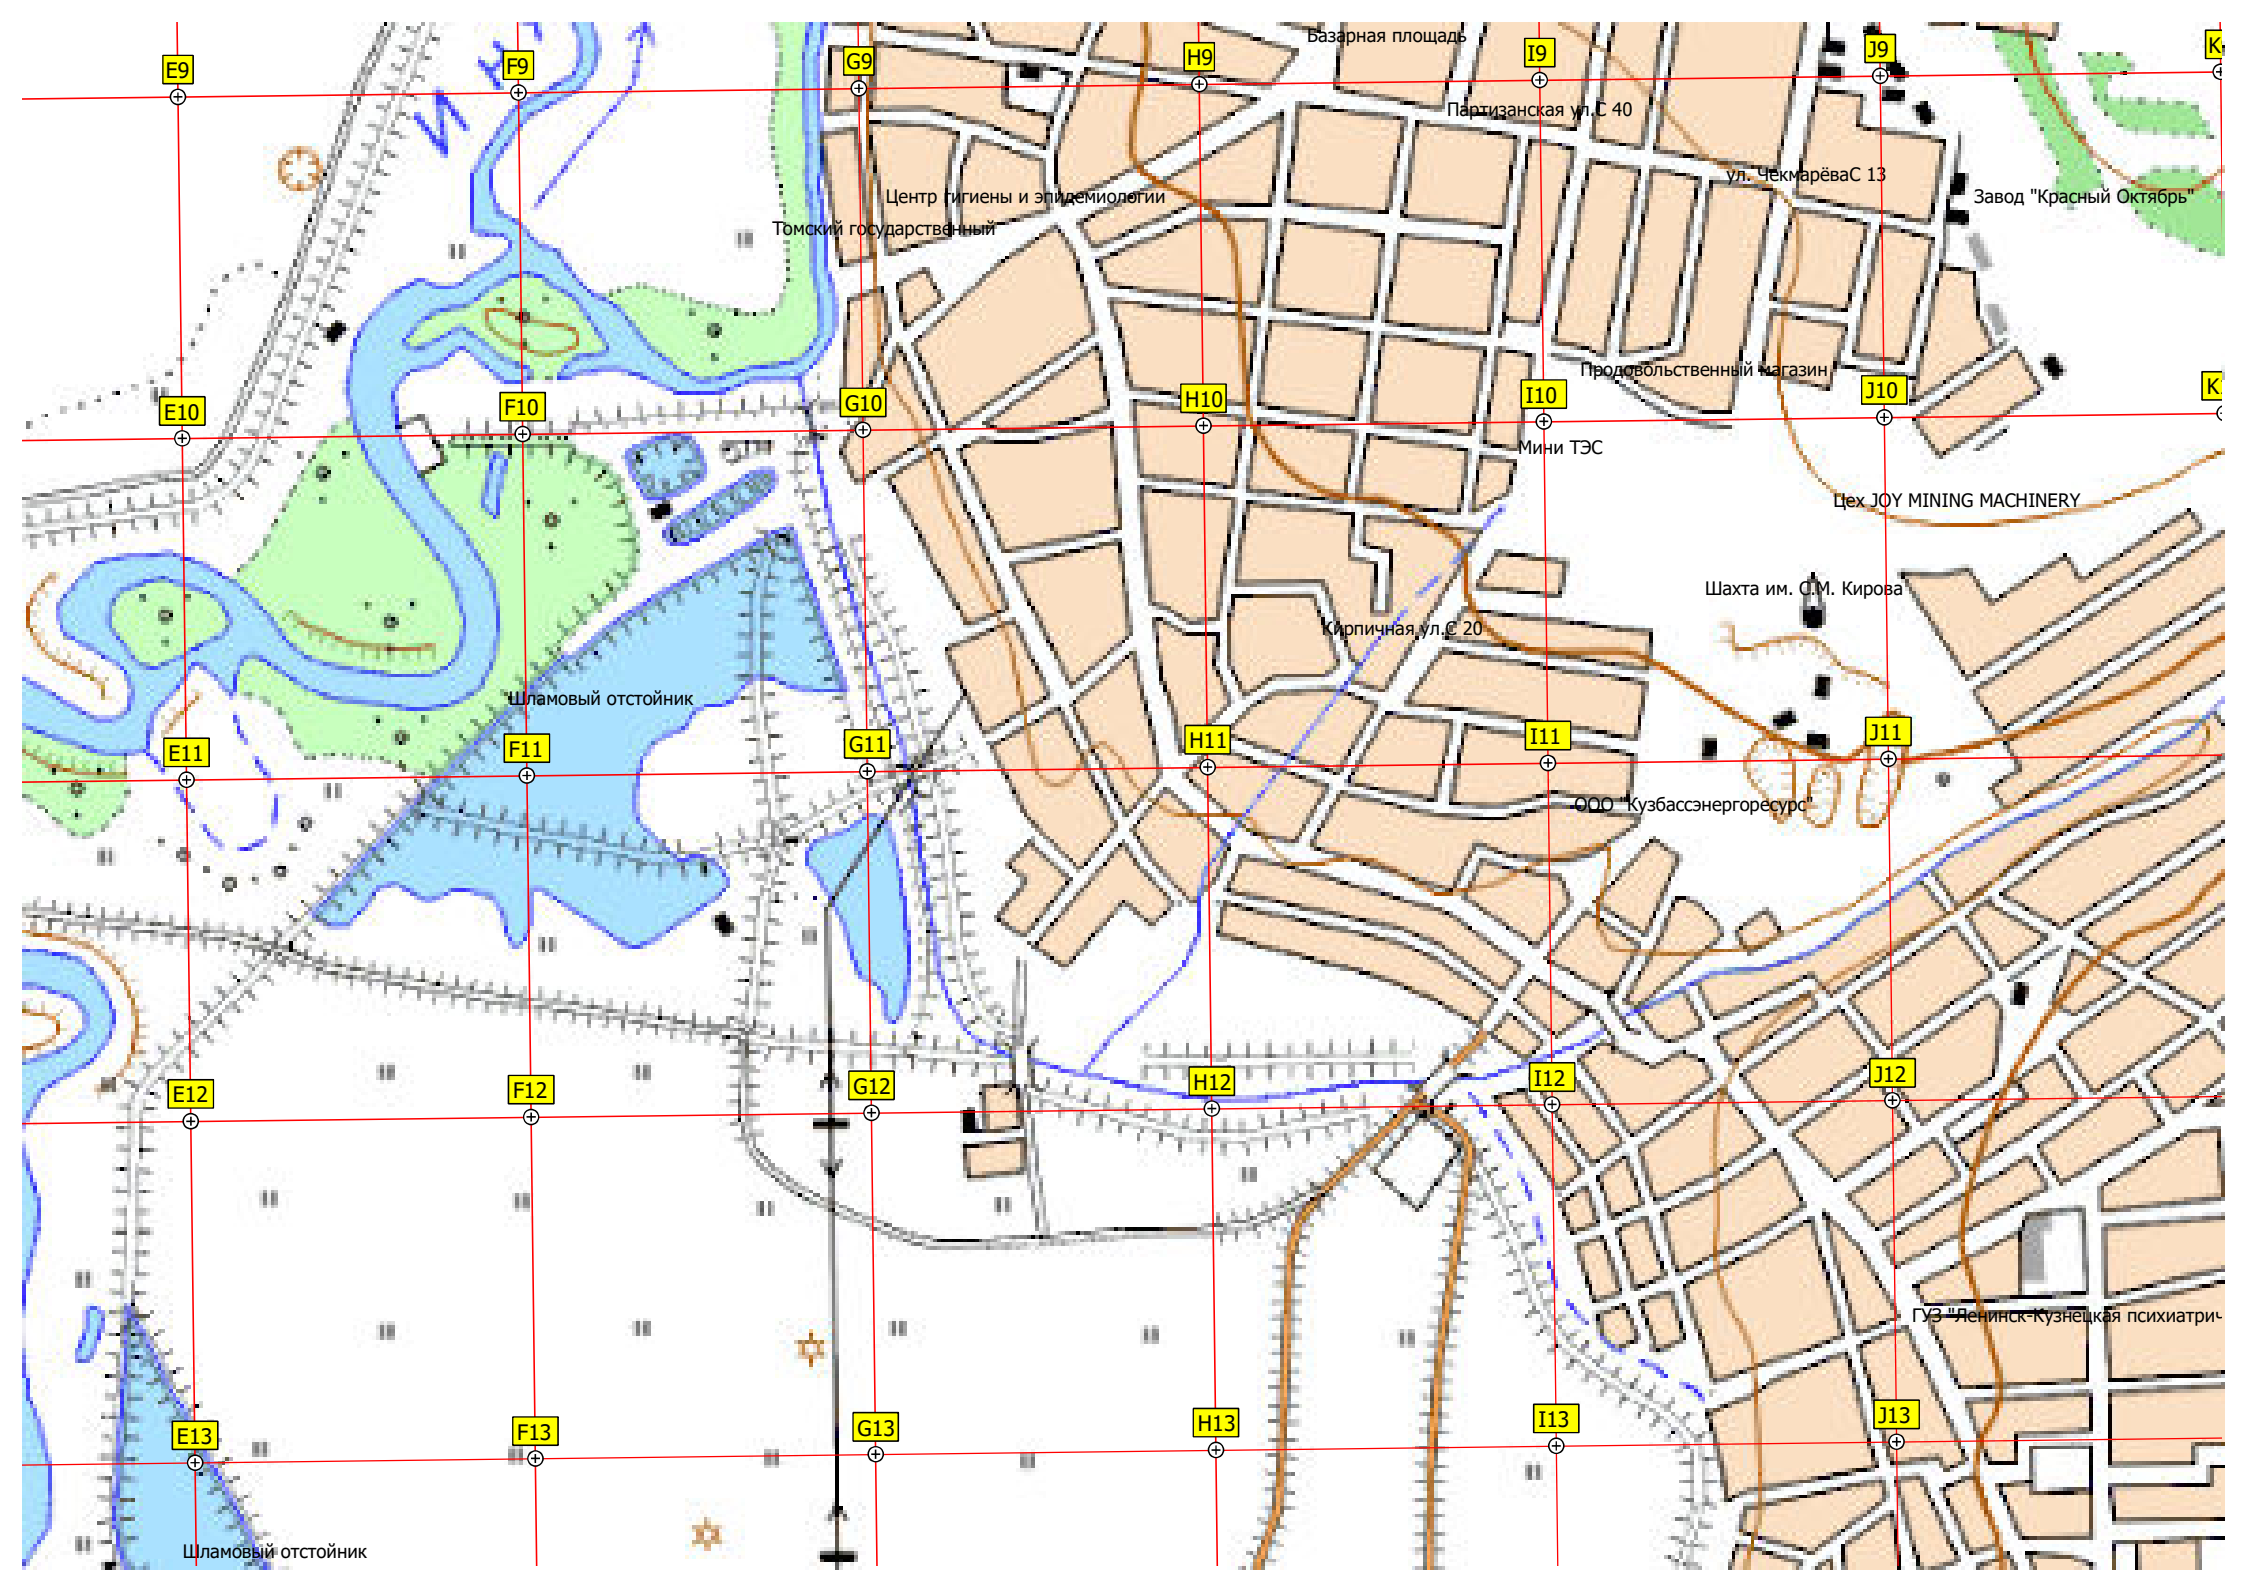 Базарная площадь
E9
F9
G9
H9
I9
J9
K
Ин
Партизанская ул.С 40
ул. ЧекмарёваС 13
Завод "Красный Октябрь"
Центр гигиены и эпидемиологии
Томский государственный
Продовольственный магазин
E10
F10
G10
H10
I10
J10
K
Мини ТЭС
Цех JOY MINING MACHINERY
Шахта им. С.М. Кирова
Кирпичная ул.С 20
Шламовый отстойник
E11
F11
G11
H11
I11
J11
ООО "Кузбассэнергоресурс"
E12
F12
G12
H12
I12
J12
ГУЗ "Ленинск-Кузнецкая психиатрич
E13
F13
G13
H13
I13
J13
Шламовый отстойник